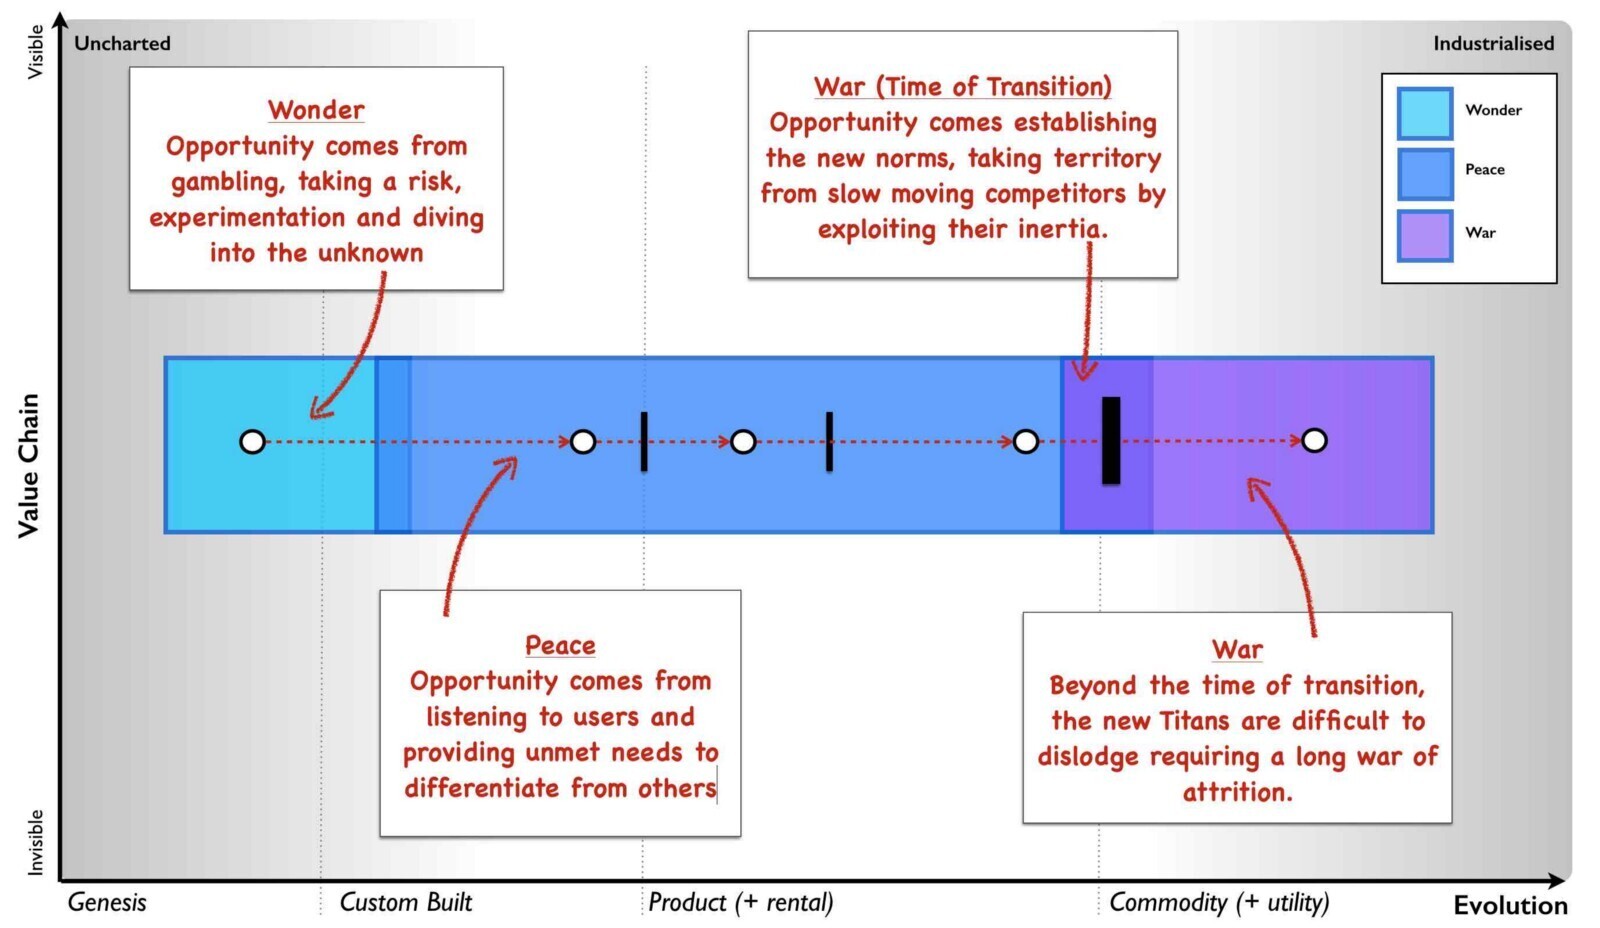 Visible
Uncharted
Industrialised
Wonder
Opportunity comes from
gambling, taking a risk,
experimentation and diving
into the unknown
War (Time of Transition)
Opportunity comes establishing
the new norms, taking territory
from slow moving competitors by
exploiting their inertia.
Wonder
Peace
War
Value Chain
Peace
Opportunity comes from
listening to users and
providing unmet needs to
differentiate from others
War
Beyond the time of transition,
the new Titans are difficult to
dislodge requiring a long war of
attrition.
Invisible
Genesis
Custom Built
Product (+ rental)
Commodity (+ utility)
Evolution